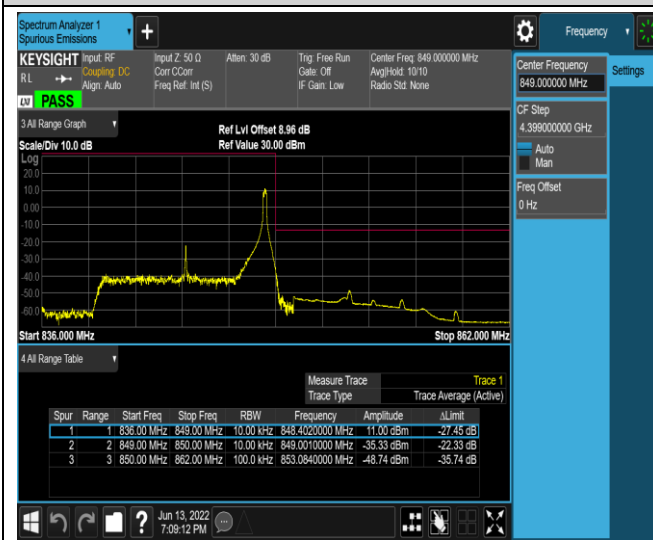 Spectrum Analyzer 1
Spurious Emissions
+
Frequency
KEYSIGHT
Input: RF
Coupling: DC
Align: Auto
Input Z: 50 Ω
Corr CCorr
Freq Ref: Int (S)
Atten: 30 dB
Trig: Free Run
Gate: Off
IF Gain: Low
Center Freq: 849.000000 MHz
Avg|Hold: 10/10
Radio Std: None
RL
LXI
PASS
Center Frequency
849.000000 MHz
Settings
CF Step
4.399000000 GHz
Auto
Man
Freq Offset
0 Hz
3 All Range Graph
Ref Lvl Offset 8.96 dB
Scale/Div 10.0 dB
Ref Value 30.00 dBm
Log
20.0
10.0
0.00
-10.0
-20.0
-30.0
-40.0
-50.0
-60.0
Start 836.000 MHz
Stop 862.000 MHz
4 All Range Table
Measure Trace Trace 1
Trace Type Trace Average (Active)
Spur Range Start Freq Stop Freq RBW Frequency Amplitude ΔLimit
1 1 836.00 MHz 849.00 MHz 10.00 kHz 848.4020000 MHz 11.00 dBm -27.45 dB
2 2 849.00 MHz 850.00 MHz 10.00 kHz 849.0010000 MHz -35.33 dBm -22.33 dB
3 3 850.00 MHz 862.00 MHz 100.0 kHz 853.0840000 MHz -48.74 dBm -35.74 dB
?
Jun 13, 2022
7:09:12 PM